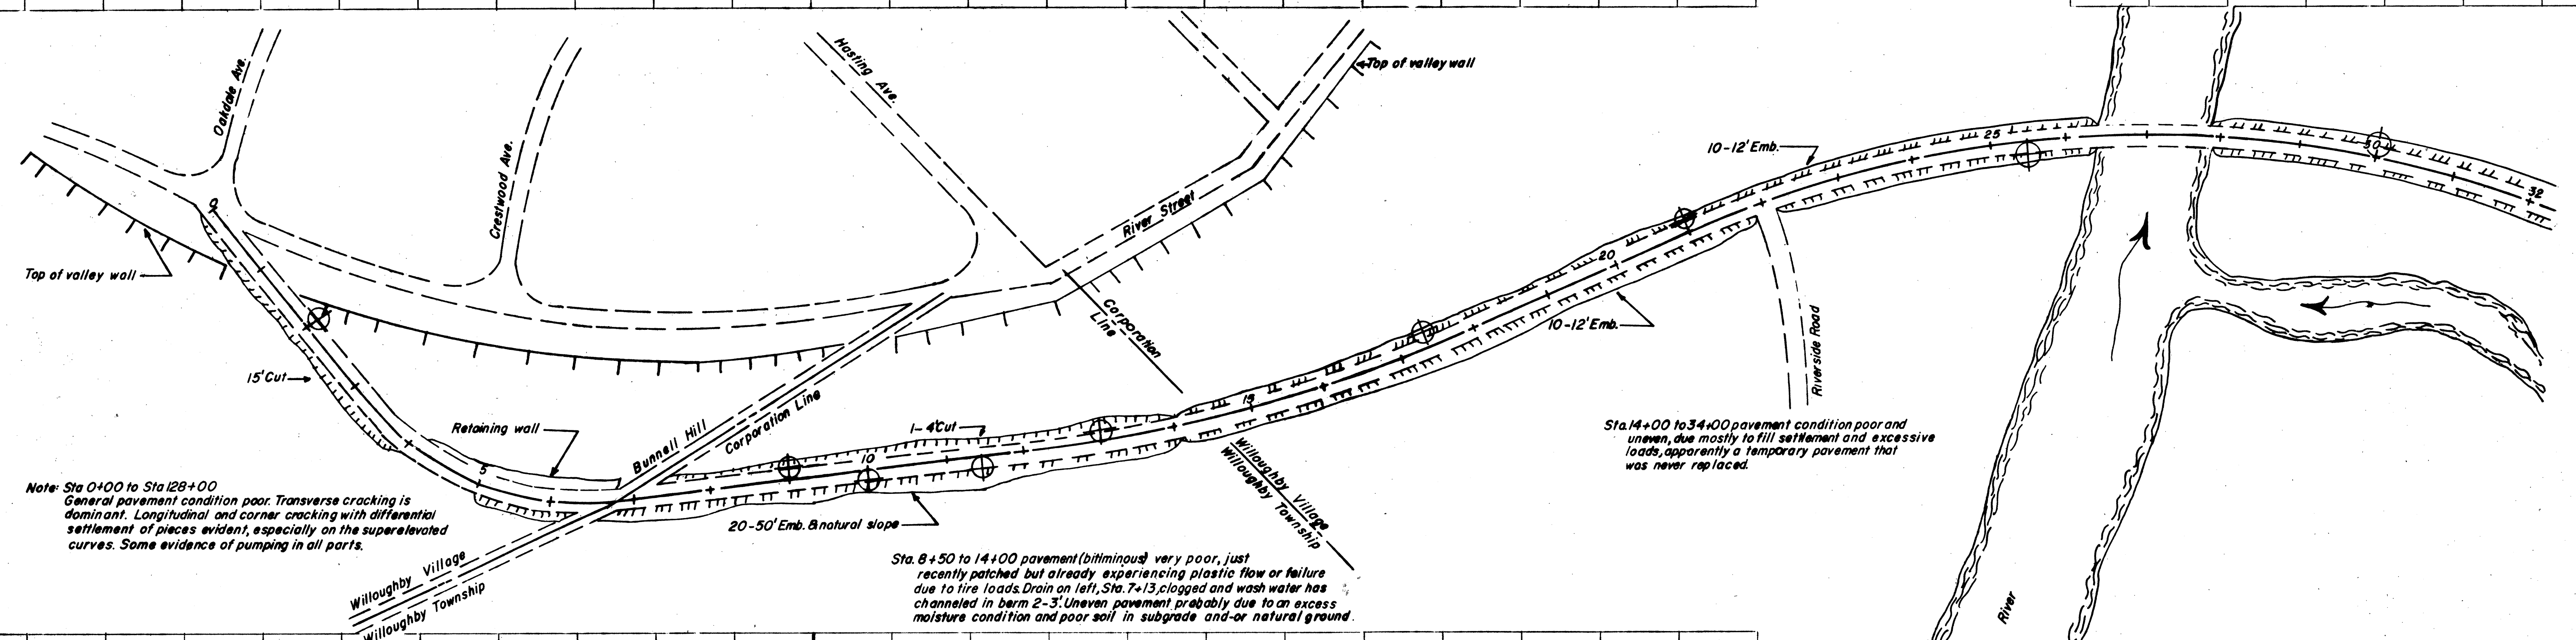 Oakdale Ave.
Crestwood Ave.
Hasting Ave.
Top of valley wall
River Street
10-12' Emb.
25
30
32
0
Top of valley wall
20
Corporation
Line
10-12' Emb.
Riverside Road
15' Cut
15
Retaining wall
Bunnell Hill
Corporation Line
1-4' Cut
10
5
20-50' Emb. & natural slope
Willoughby Village
Willoughby Township
Sta. 14+00 to 34+00 pavement condition poor and
uneven, due mostly to fill settlement and excessive
loads, apparently a temporary pavement that
was never replaced.
Note: Sta 0+00 to Sta 128+00
General pavement condition poor. Transverse cracking is
dominant. Longitudinal and corner cracking with differential
settlement of pieces evident, especially on the superelevated
curves. Some evidence of pumping in all parts.
Willoughby Village
Willoughby Township
Sta. 8+50 to 14+00 pavement (bitiminous) very poor, just
recently patched but already experiencing plastic flow or failure
due to tire loads. Drain on left, Sta. 7+13, clogged and wash water has
channeled in berm 2-3'. Uneven pavement probably due to an excess
moisture condition and poor soil in subgrade and-or natural ground.
River